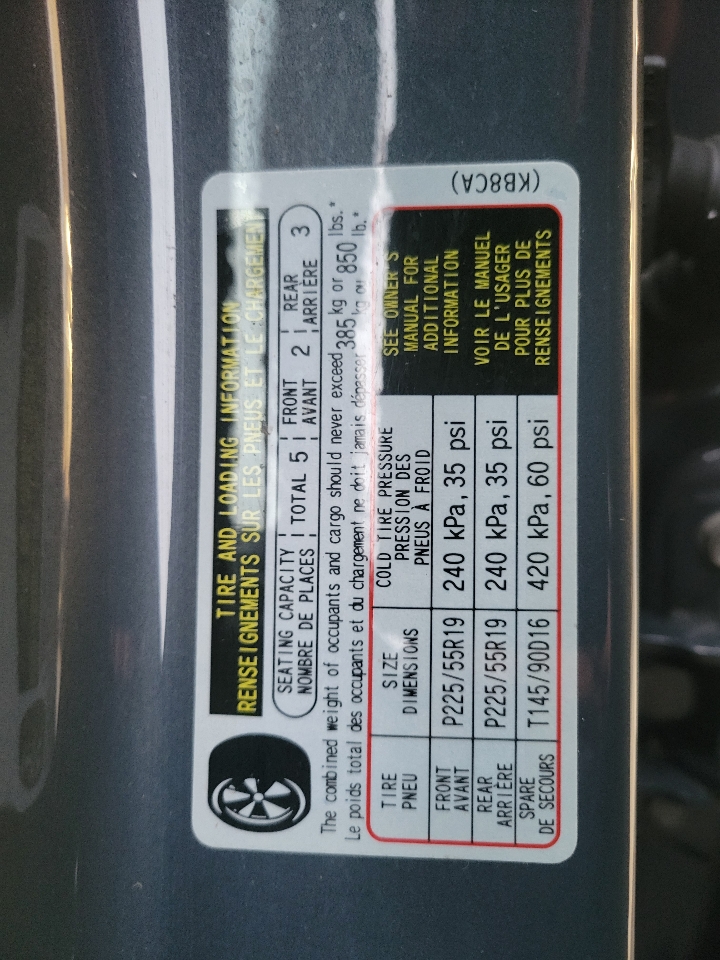 TIRE AND LOADING INFORMATION
RENSEIGNEMENTS SUR LES PNEUS ET LE CHARGEMENT
SEATING CAPACITY
NOMBRE DE PLACES
TOTAL 5
FRONT
AVANT
2
REAR
ARRIÈRE
3
The combined weight of occupants and cargo should never exceed 385 kg or 850 lbs.*
Le poids total des occupants et du chargement ne doit jamais dépasser kg ou lb.*
TIRE
PNEU
SIZE
DIMENSIONS
COLD TIRE PRESSURE
PRESSION DES
PNEUS À FROID
SEE OWNER'S
MANUAL FOR
ADDITIONAL
INFORMATION
VOIR LE MANUEL
DE L'USAGER
POUR PLUS DE
RENSEIGNEMENTS
FRONT
AVANT
P225/55R19
240 kPa, 35 psi
REAR
ARRIÈRE
P225/55R19
240 kPa, 35 psi
SPARE
DE SECOURS
T145/90D16
420 kPa, 60 psi
(KB8CA)